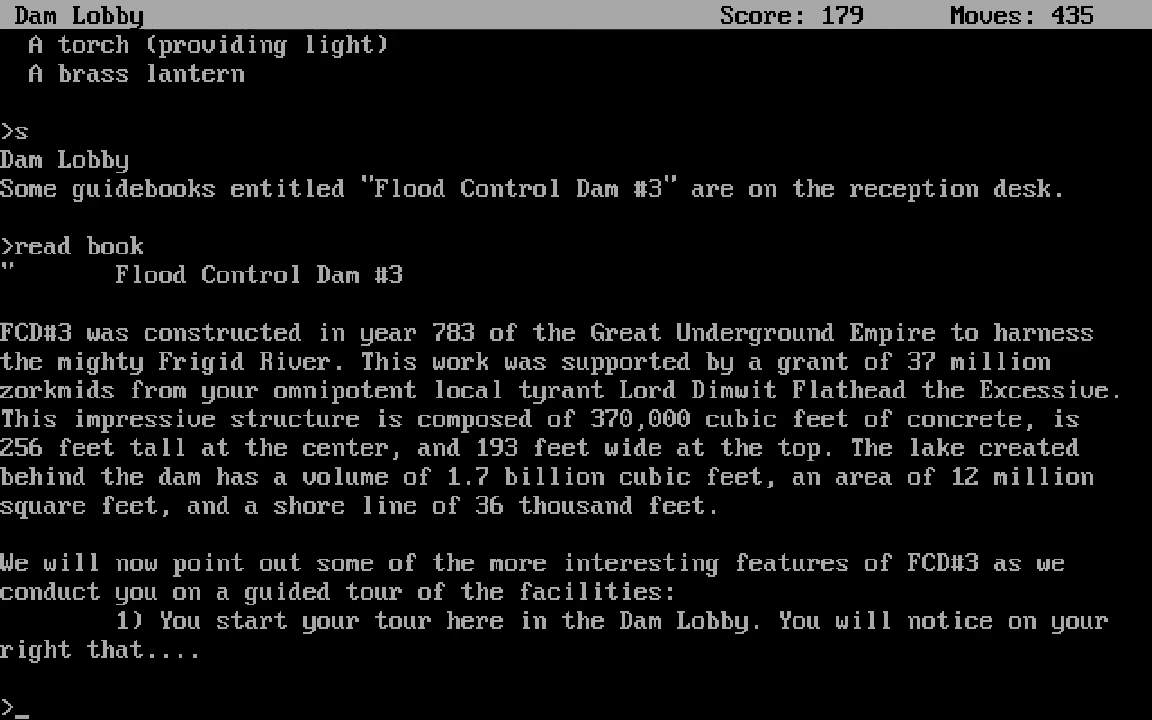 Dam Lobby Score: 179 Moves: 435
A torch (providing light)
A brass lantern
>s
Dam Lobby
Some guidebooks entitled "Flood Control Dam #3" are on the reception desk.
>read book
" Flood Control Dam #3
FCD#3 was constructed in year 783 of the Great Underground Empire to harness
the mighty Frigid River. This work was supported by a grant of 37 million
zorkmids from your omnipotent local tyrant Lord Dimwit Flathead the Excessive.
This impressive structure is composed of 370,000 cubic feet of concrete, is
256 feet tall at the center, and 193 feet wide at the top. The lake created
behind the dam has a volume of 1.7 billion cubic feet, an area of 12 million
square feet, and a shore line of 36 thousand feet.
We will now point out some of the more interesting features of FCD#3 as we
conduct you on a guided tour of the facilities:
1) You start your tour here in the Dam Lobby. You will notice on your
right that....
>_